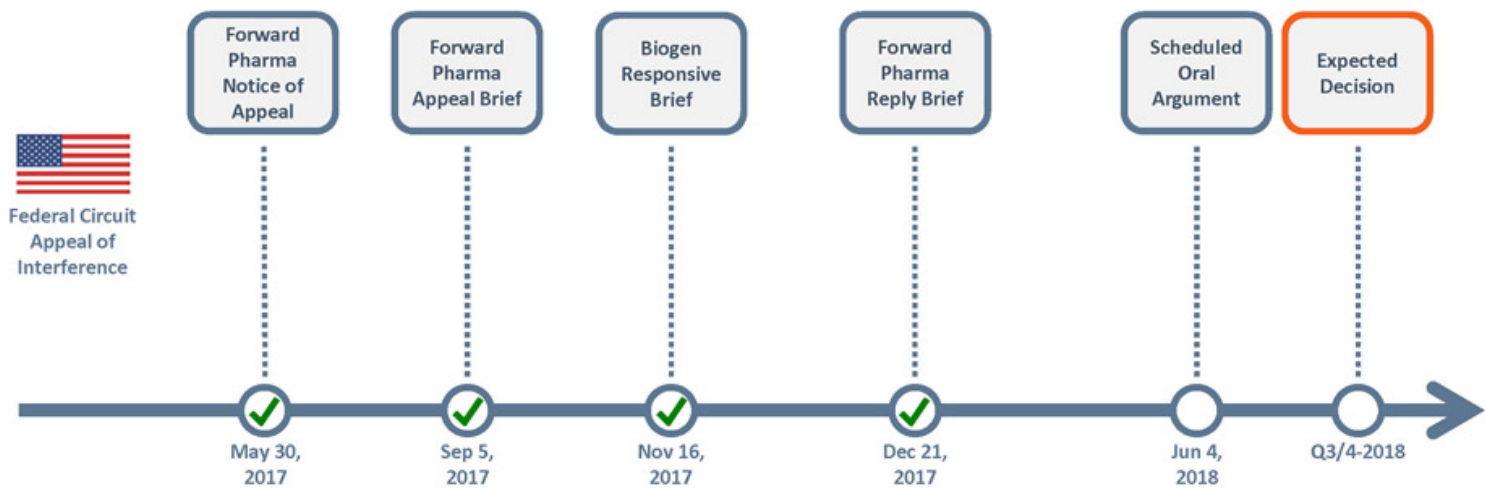 Forward
Pharma
Notice of
Appeal
Forward
Pharma
Appeal Brief
Biogen
Responsive
Brief
Forward
Pharma
Reply Brief
Scheduled
Oral
Argument
Expected
Decision
Federal Circuit
Appeal of
Interference
May 30,
2017
Sep 5,
2017
Nov 16,
2017
Dec 21,
2017
Jun 4,
2018
Q3/4-2018